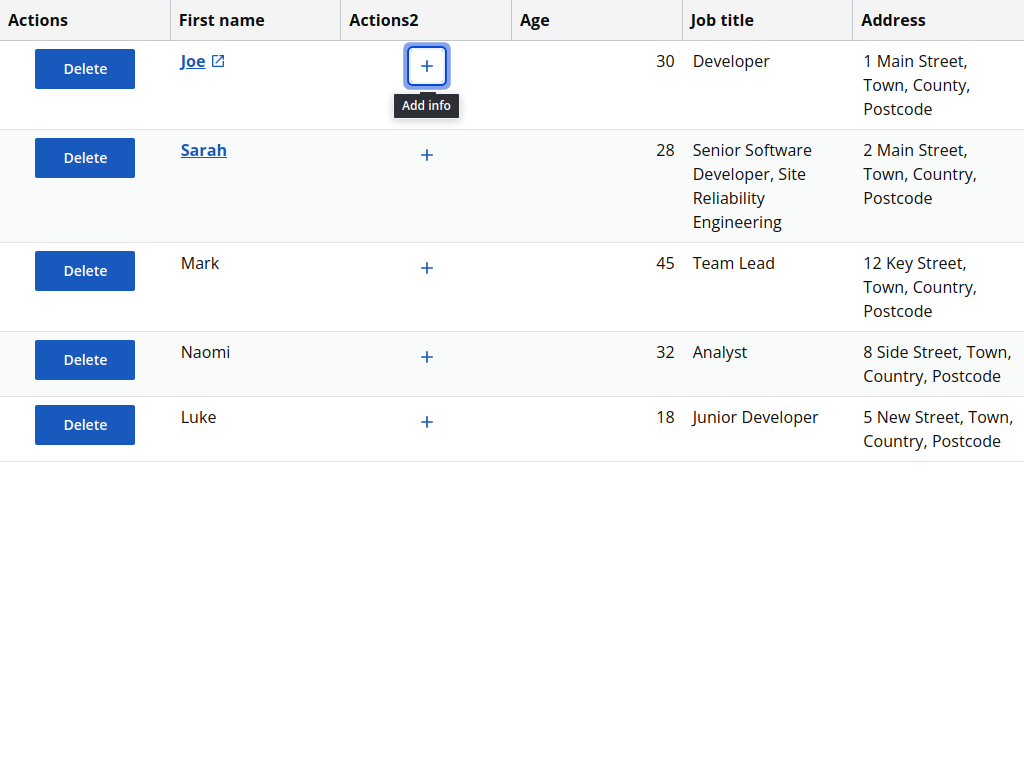 Actions First name Actions2 Age Job title Address
Delete Joe + 30 Developer 1 Main Street,
Town, County,
Postcode
Add info
Delete Sarah + 28 Senior Software 2 Main Street,
Developer, Site Town, Country,
Reliability Postcode
Engineering
Delete Mark + 45 Team Lead 12 Key Street,
Town, Country,
Postcode
Delete Naomi + 32 Analyst 8 Side Street, Town,
Country, Postcode
Delete Luke + 18 Junior Developer 5 New Street, Town,
Country, Postcode